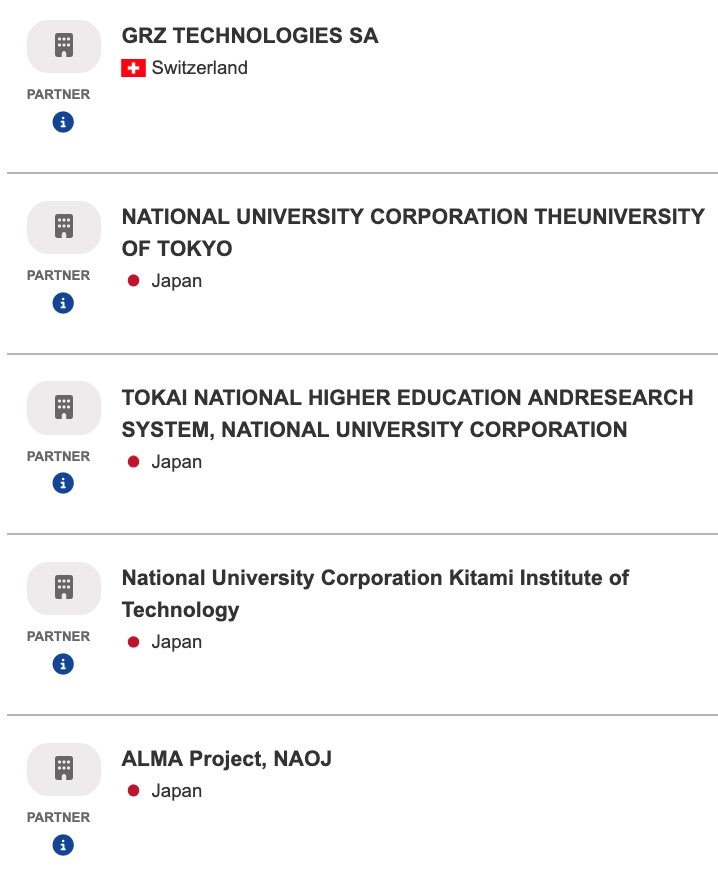 GRZ TECHNOLOGIES SA
Switzerland
PARTNER
NATIONAL UNIVERSITY CORPORATION THEUNIVERSITY
OF TOKYO
Japan
PARTNER
TOKAI NATIONAL HIGHER EDUCATION ANDRESEARCH
SYSTEM, NATIONAL UNIVERSITY CORPORATION
Japan
PARTNER
National University Corporation Kitami Institute of
Technology
Japan
PARTNER
ALMA Project, NAOJ
Japan
PARTNER